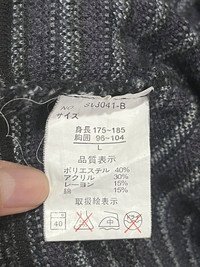 NO.
サイズ
身長 175~185
胸囲 96~104
L
品質表示
ポリエステル 40%
アクリル 30%
レーヨン 15%
綿 15%
取扱絵表示
40
中